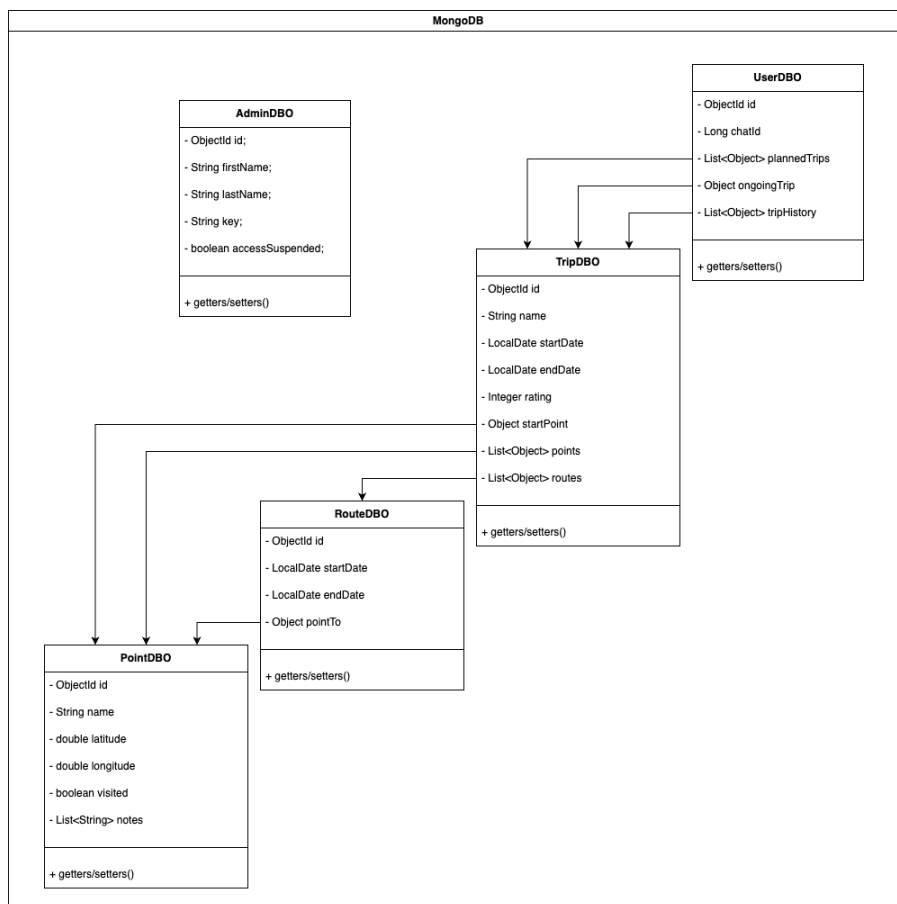 MongoDB
UserDBO
- ObjectId id
- Long chatId
- List<Object> plannedTrips
- Object ongoingTrip
- List<Object> tripHistory
+ getters/setters()
AdminDBO
- ObjectId id;
- String firstName;
- String lastName;
- String key;
- boolean accessSuspended;
+ getters/setters()
TripDBO
- ObjectId id
- String name
- LocalDate startDate
- LocalDate endDate
- Integer rating
- Object startPoint
- List<Object> points
- List<Object> routes
+ getters/setters()
RouteDBO
- ObjectId id
- LocalDate startDate
- LocalDate endDate
- Object pointTo
+ getters/setters()
PointDBO
- ObjectId id
- String name
- double latitude
- double longitude
- boolean visited
- List<String> notes
+ getters/setters()